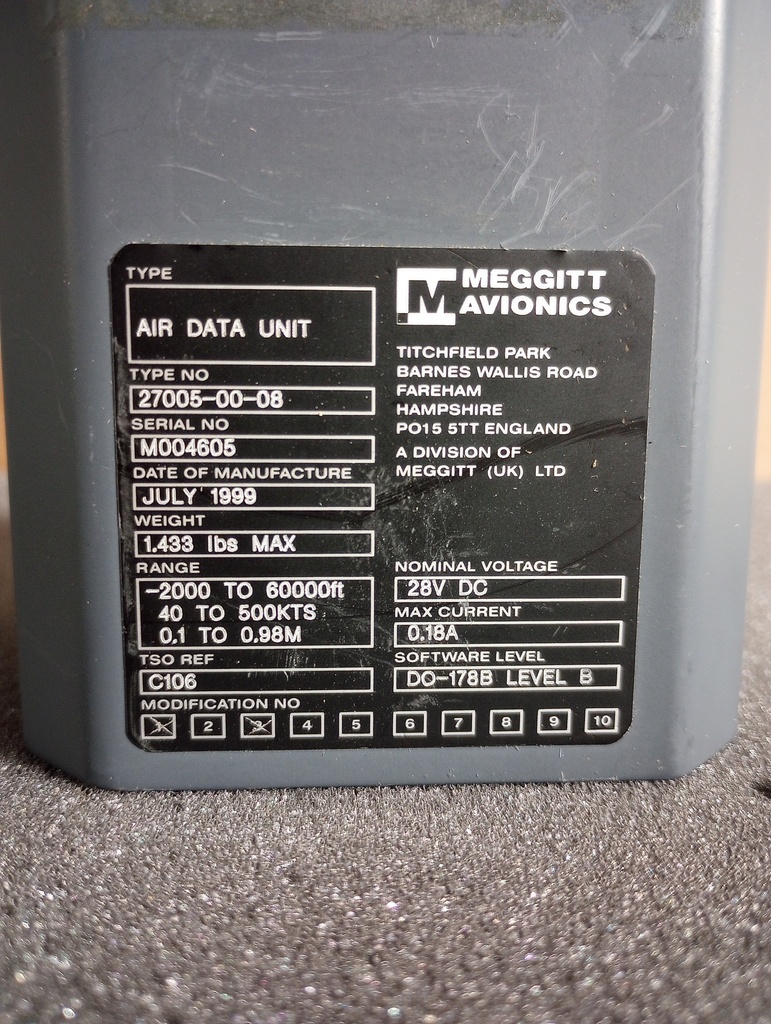 TYPE
AIR DATA UNIT
TYPE NO
27005-00-08
SERIAL NO
M004605
DATE OF MANUFACTURE
JULY 1999
WEIGHT
1.433 lbs MAX
RANGE
-2000 TO 60000ft
40 TO 500KTS
0.1 TO 0.98M
TSO REF
C106
MODIFICATION NO
1 2 3 4 5 6 7 8 9 10
M MEGGITT
AVIONICS
TITCHFIELD PARK
BARNES WALLIS ROAD
FAREHAM
HAMPSHIRE
PO15 5TT ENGLAND
A DIVISION OF
MEGGITT (UK) LTD
NOMINAL VOLTAGE
28V DC
MAX CURRENT
0.18A
SOFTWARE LEVEL
DO-178B LEVEL B